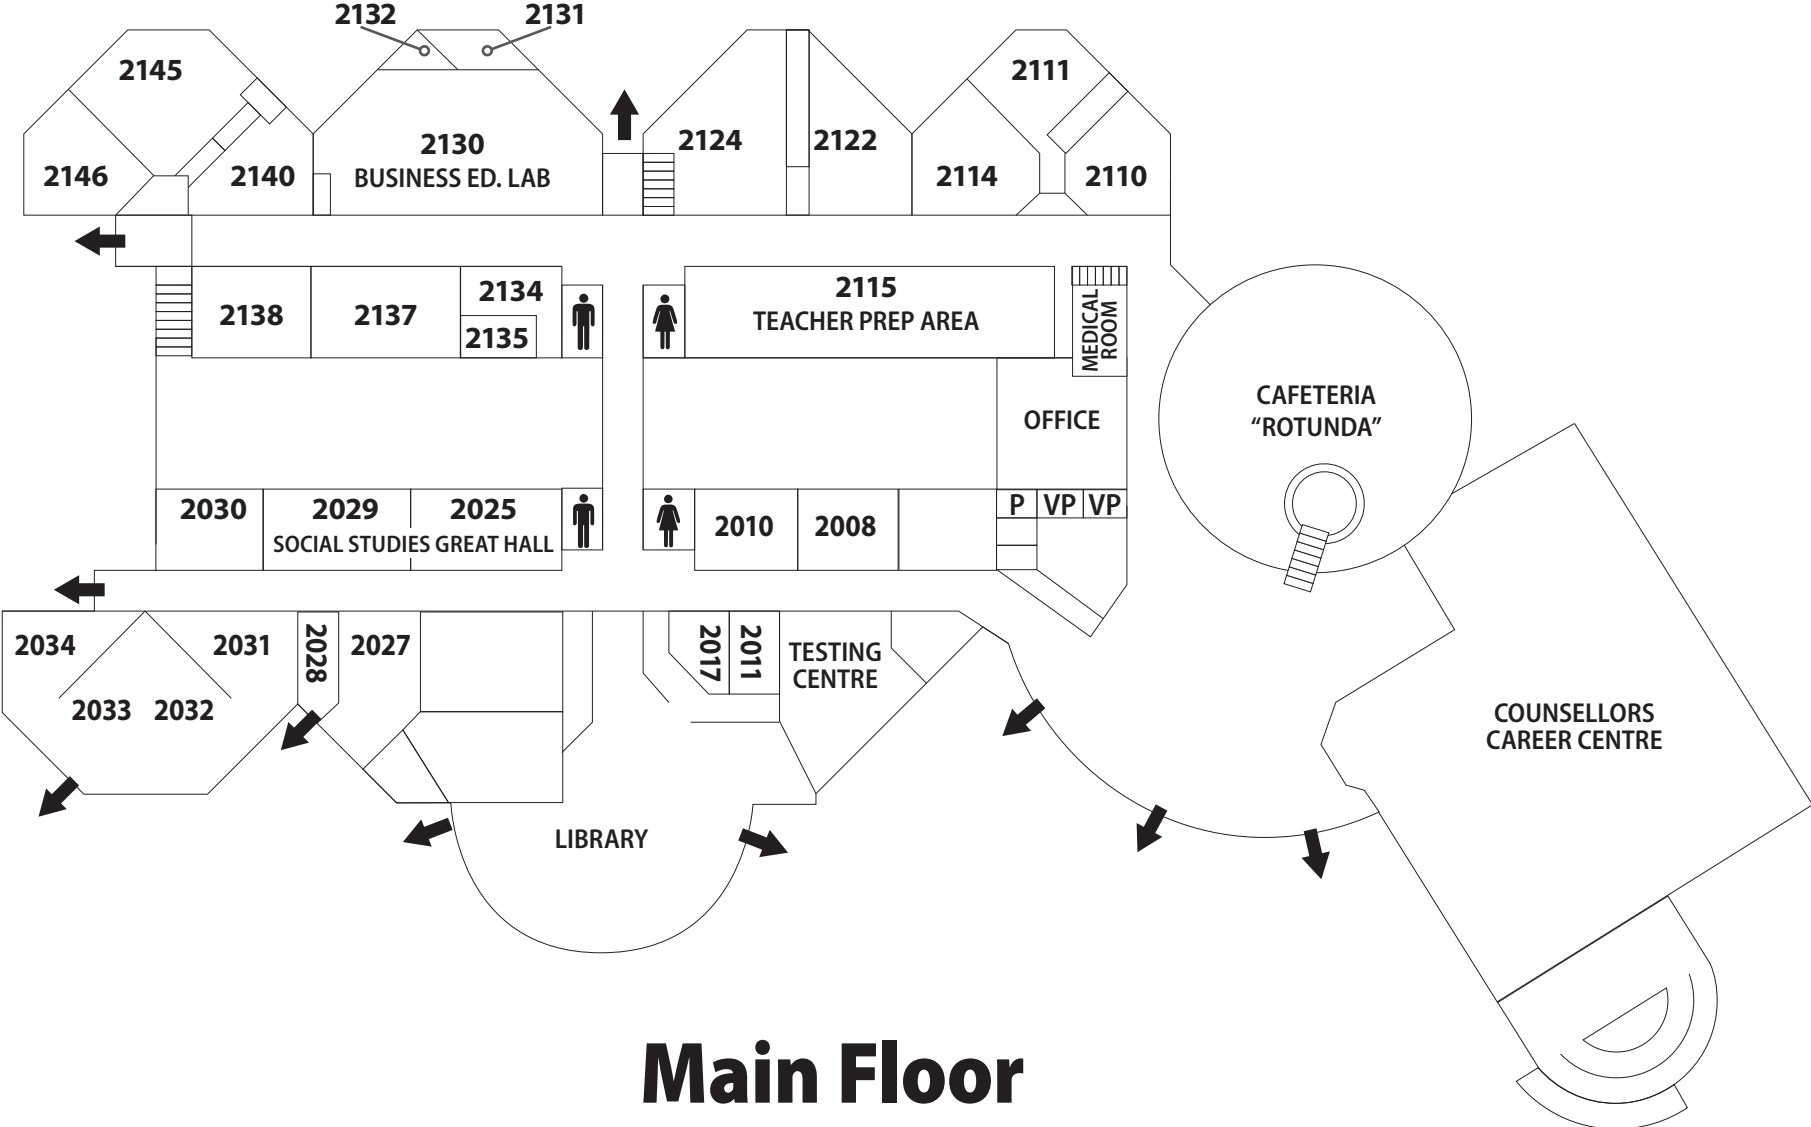 2132
2131
2145
2111
2130
BUSINESS ED. LAB
2124
2122
2146
2140
2114
2110
2138
2137
2134
2135
2115
TEACHER PREP AREA
MEDICAL
ROOM
OFFICE
CAFETERIA
“ROTUNDA”
2030
2029
2025
SOCIAL STUDIES GREAT HALL
2010
2008
P
VP
VP
2034
2031
2028
2027
2017
2011
TESTING
CENTRE
2033
2032
COUNSELLORS
CAREER CENTRE
LIBRARY
Main Floor